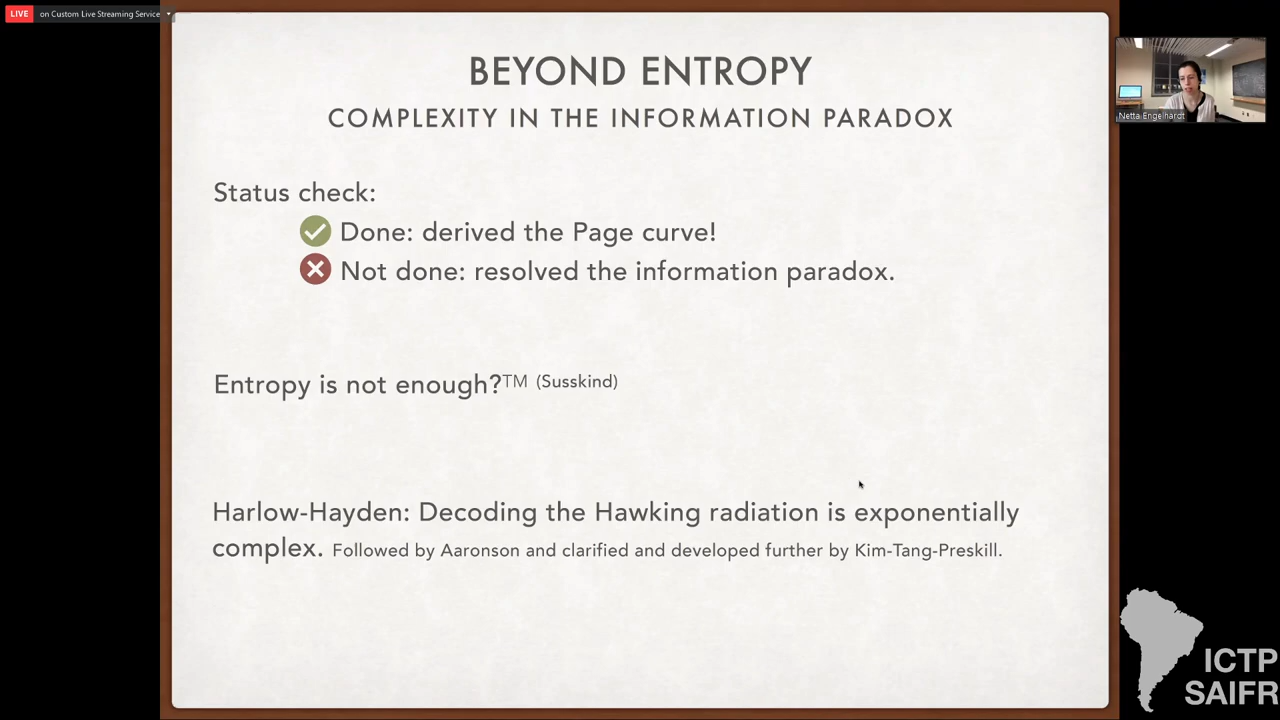 LIVE on Custom Live Streaming Service
BEYOND ENTROPY
COMPLEXITY IN THE INFORMATION PARADOX
Netta Engelhardt
Status check:
Done: derived the Page curve!
Not done: resolved the information paradox.
Entropy is not enough?TM (Susskind)
Harlow-Hayden: Decoding the Hawking radiation is exponentially
complex. Followed by Aaronson and clarified and developed further by Kim-Tang-Preskill.
ICTP
SAIFR